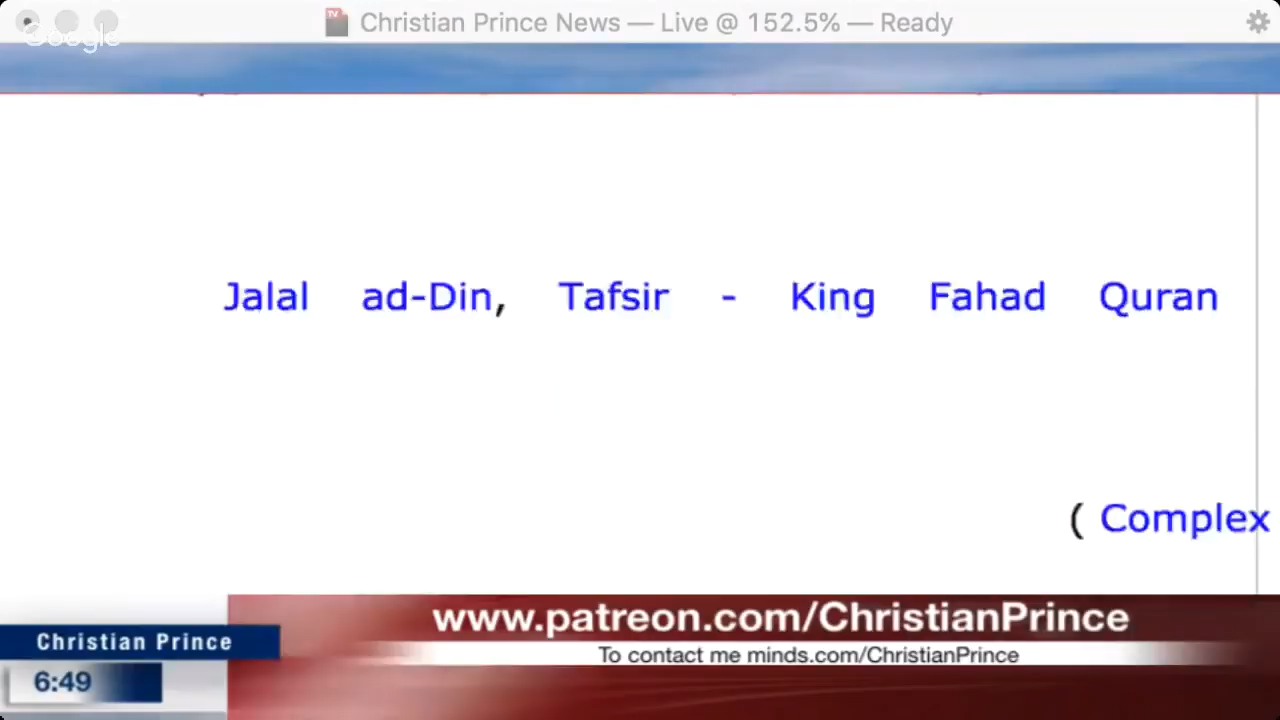 Christian Prince News — Live @ 152.5% — Ready
Google
Jalal ad-Din, Tafsir - King Fahad Quran
( Complex
www.patreon.com/ChristianPrince
Christian Prince
To contact me minds.com/ChristianPrince
6:49